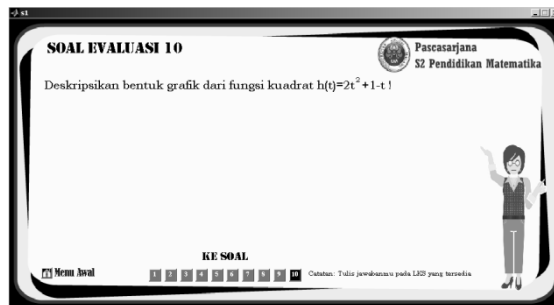 s1
SOAL EVALUASI 10
Pascasarjana
S2 Pendidikan Matematika
Deskripsikan bentuk grafik dari fungsi kuadrat h(t)=2t²+1-t !
KE SOAL
Menu Awal
1 2 3 4 5 6 7 8 9 10
Catatan: Tulis jawabanmu pada LKS yang tersedia